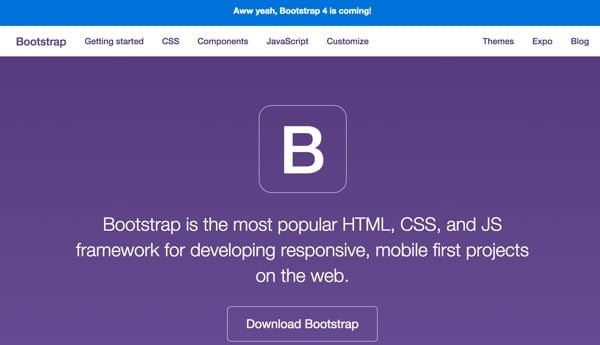 Aww yeah, Bootstrap 4 is coming!
Bootstrap Getting started CSS Components JavaScript Customize Themes Expo Blog
B
Bootstrap is the most popular HTML, CSS, and JS
framework for developing responsive, mobile first projects
on the web.
Download Bootstrap